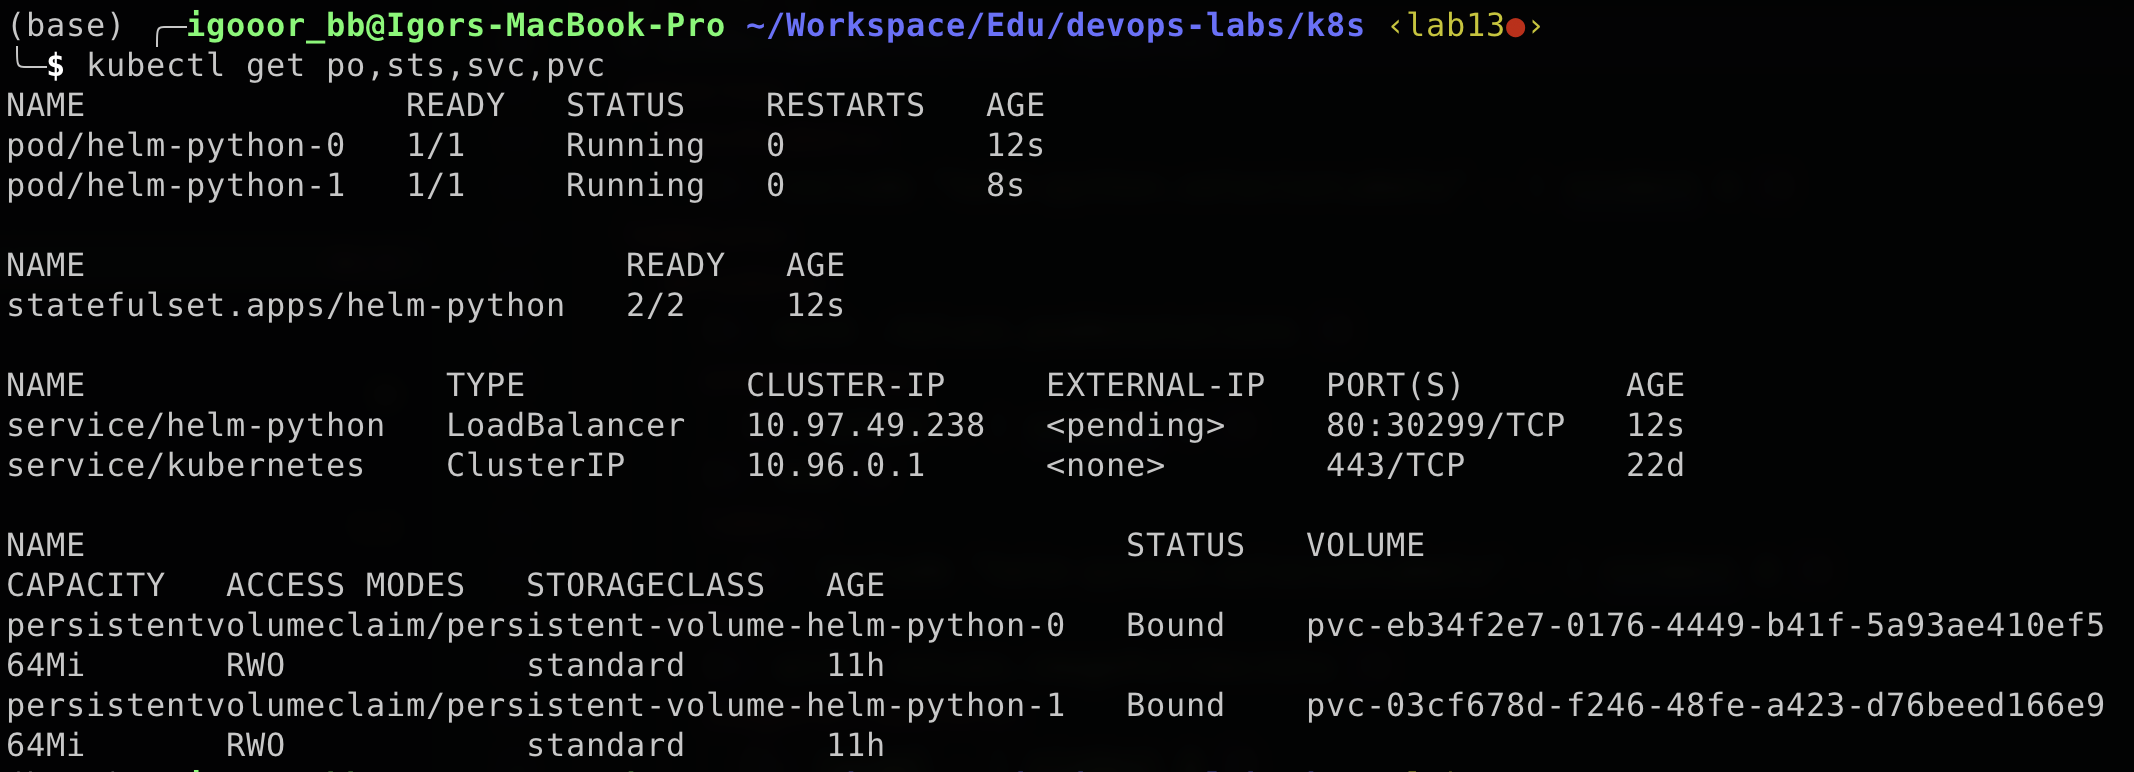 (base) ╭─igooor_bb@Igors-MacBook-Pro ~/Workspace/Edu/devops-labs/k8s ‹lab13●›
╰─$ kubectl get po,sts,svc,pvc
NAME                READY   STATUS    RESTARTS   AGE
pod/helm-python-0   1/1     Running   0          12s
pod/helm-python-1   1/1     Running   0          8s
NAME                           READY   AGE
statefulset.apps/helm-python   2/2     12s
NAME                  TYPE           CLUSTER-IP     EXTERNAL-IP   PORT(S)        AGE
service/helm-python   LoadBalancer   10.97.49.238   <pending>     80:30299/TCP   12s
service/kubernetes    ClusterIP      10.96.0.1      <none>        443/TCP        22d
NAME                                                    STATUS   VOLUME
CAPACITY   ACCESS MODES   STORAGECLASS   AGE
persistentvolumeclaim/persistent-volume-helm-python-0   Bound    pvc-eb34f2e7-0176-4449-b41f-5a93ae410ef5
64Mi       RWO            standard       11h
persistentvolumeclaim/persistent-volume-helm-python-1   Bound    pvc-03cf678d-f246-48fe-a423-d76beed166e9
64Mi       RWO            standard       11h